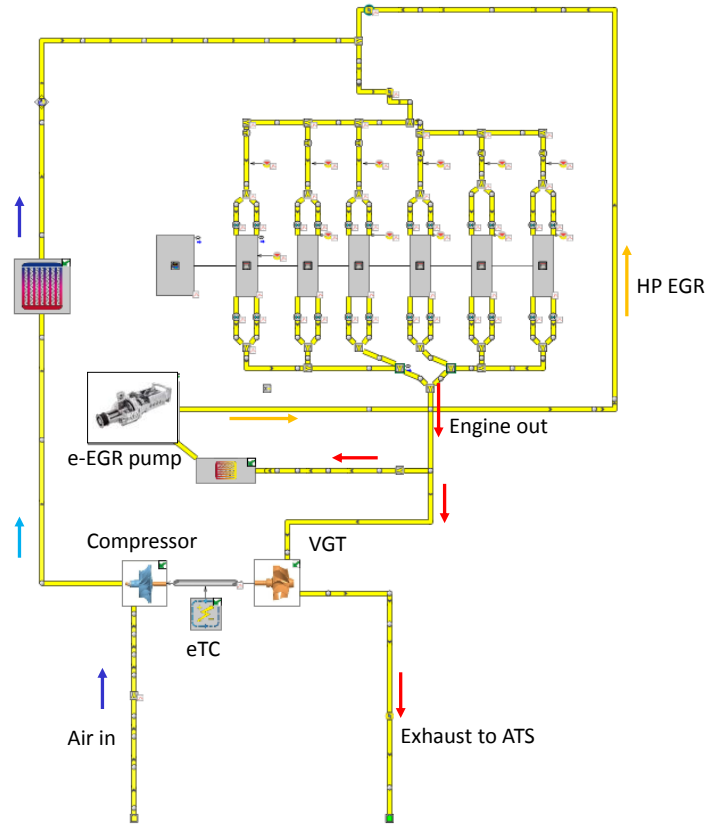 HP EGR
Engine out
e-EGR pump
Compressor
VGT
eTC
Air in
Exhaust to ATS